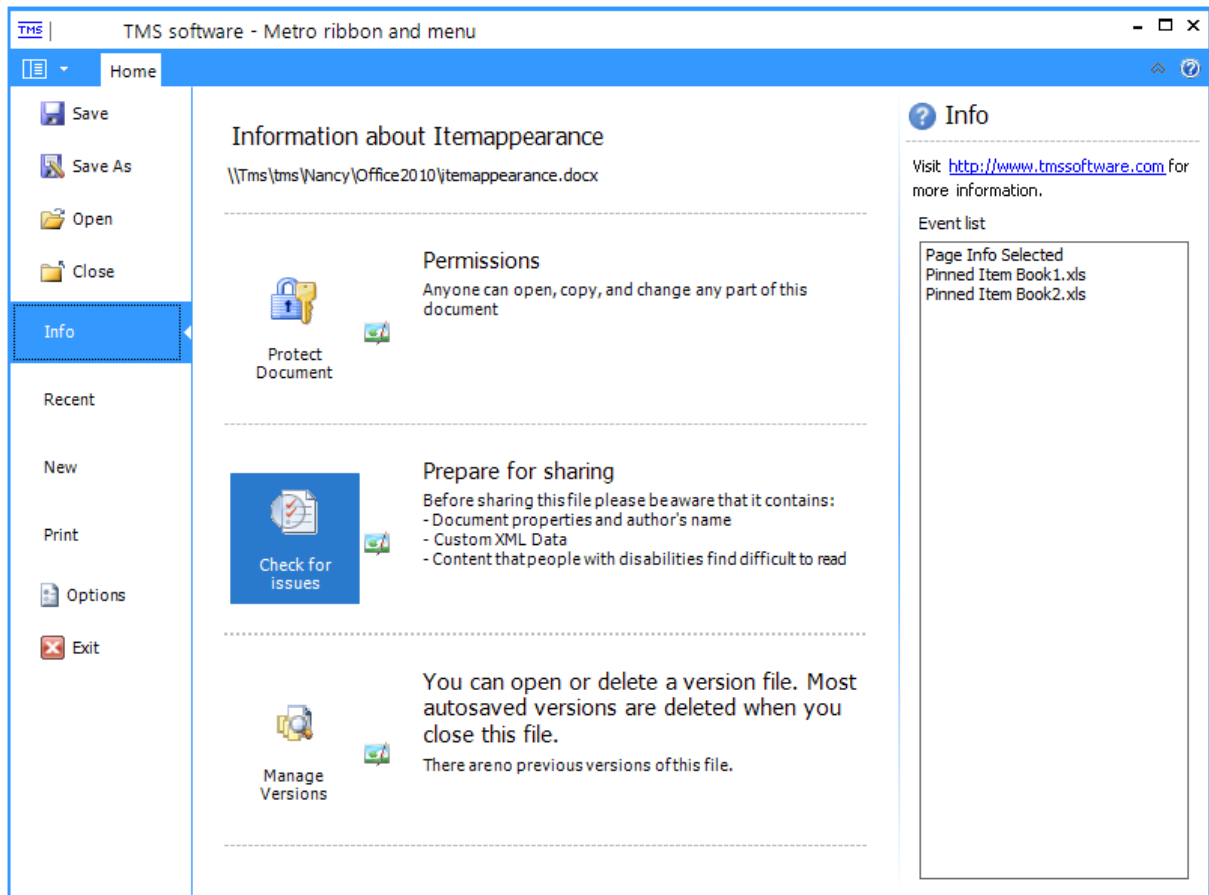 TMS
TMS software - Metro ribbon and menu
Home
Save
Save As
Open
Close
Info
Recent
New
Print
Options
Exit
Information about Itemappearance
\\Tms\tms\Nancy\Office2010\itemappearance.docx
Protect
Document
Permissions
Anyone can open, copy, and change any part of this
document
Check for
issues
Prepare for sharing
Before sharing this file please be aware that it contains:
- Document properties and author's name
- Custom XML Data
- Content that people with disabilities find difficult to read
Manage
Versions
You can open or delete a version file. Most
autosaved versions are deleted when you
close this file.
There are no previous versions of this file.
Info
Visit http://www.tmssoftware.com for
more information.
Event list
Page Info Selected
Pinned Item Book1.xls
Pinned Item Book2.xls